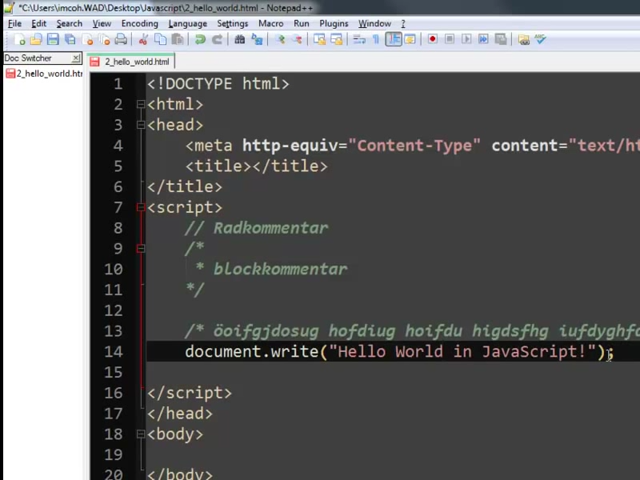 *C:\Users\imcoh.WAD\Desktop\Javascript\2_hello_world.html - Notepad++
File Edit Search View Encoding Language Settings Macro Run Plugins Window ?
Doc Switcher
2_hello_world.html
2_hello_world.ht
1 <!DOCTYPE html>
2 <html>
3 <head>
4 <meta http-equiv="Content-Type" content="text/ht
5 <title></title>
6 </title>
7 <script>
8 // Radkommentar
9 /*
10 * blockkommentar
11 */
12
13 /* öoifgjdosug hofdiug hoifdu higdsfhg iufdyghfd
14 document.write("Hello World in JavaScript!");
15
16 </script>
17 </head>
18 <body>
19
20 </body>